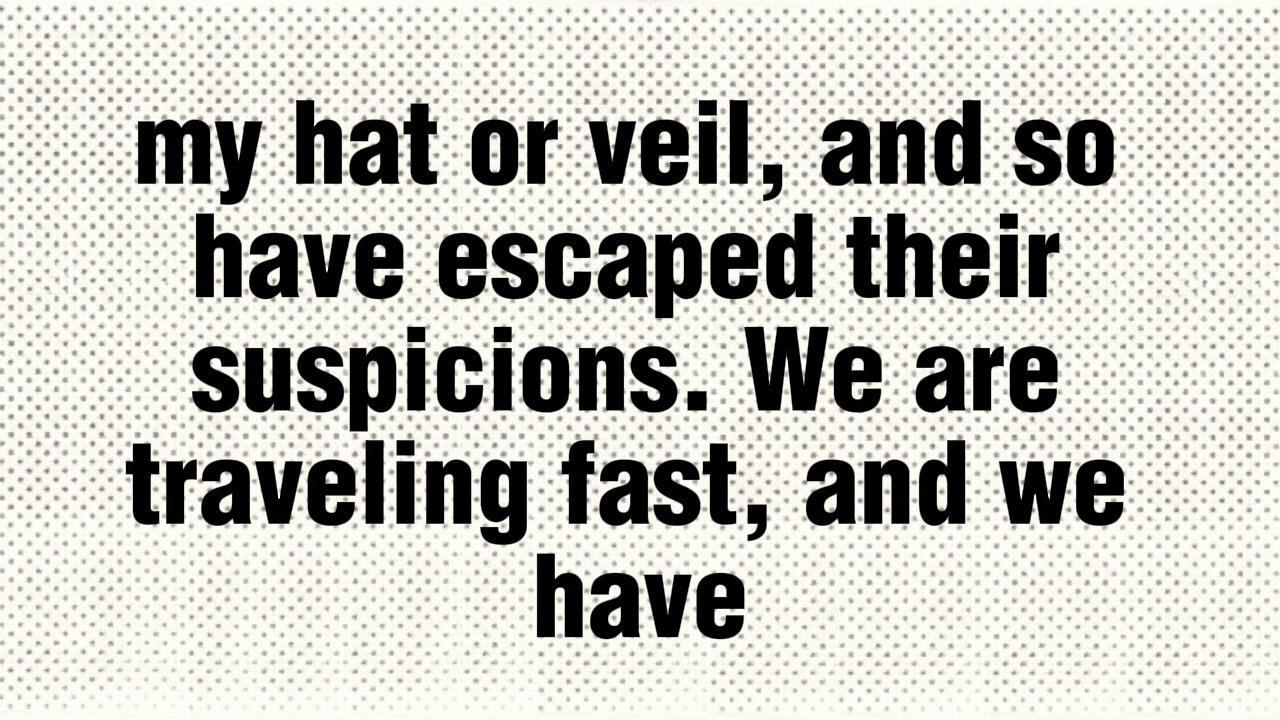 my hat or veil, and so
have escaped their
suspicions. We are
traveling fast, and we
have